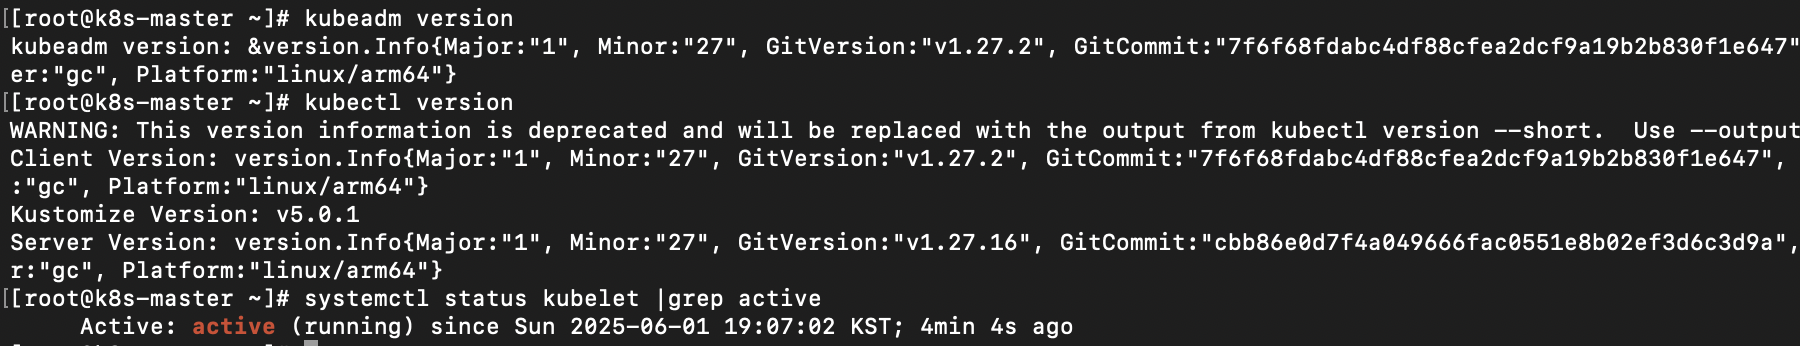 [[root@k8s-master ~]# kubeadm version
kubeadm version: &version.Info{Major:"1", Minor:"27", GitVersion:"v1.27.2", GitCommit:"7f6f68fdabc4df88cfea2dcf9a19b2b830f1e647"
er:"gc", Platform:"linux/arm64"}
[[root@k8s-master ~]# kubectl version
WARNING: This version information is deprecated and will be replaced with the output from kubectl version --short.  Use --output
Client Version: version.Info{Major:"1", Minor:"27", GitVersion:"v1.27.2", GitCommit:"7f6f68fdabc4df88cfea2dcf9a19b2b830f1e647",
:"gc", Platform:"linux/arm64"}
Kustomize Version: v5.0.1
Server Version: version.Info{Major:"1", Minor:"27", GitVersion:"v1.27.16", GitCommit:"cbb86e0d7f4a049666fac0551e8b02ef3d6c3d9a",
r:"gc", Platform:"linux/arm64"}
[[root@k8s-master ~]# systemctl status kubelet |grep active
     Active: active (running) since Sun 2025-06-01 19:07:02 KST; 4min 4s ago